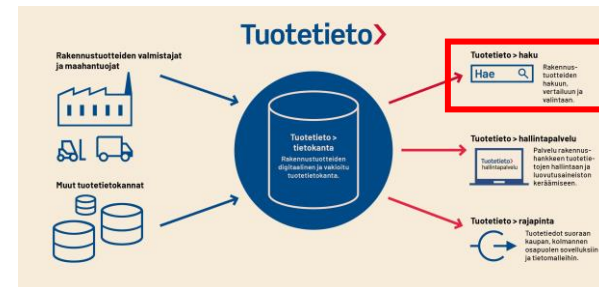 Tuotetieto>
Rakennustuotteiden valmistajat
ja maahantuojat
Muut tuotetietokannat
Tuotetieto >
tietokanta
Rakennustuotteiden
digitaalinen ja vakioitu
tuotetietokanta.
Tuotetieto > haku
Hae
Rakennus-
tuotteiden
hakuun,
vertailuun ja
valintaan.
Tuotetieto > hallintapalvelu
Tuotetieto>
hallintapalvelu
Palvelu rakennus-
hankkeen tuotetie-
tojen hallintaan ja
luovutusaineiston
keräämiseen.
Tuotetieto > rajapinta
Tuotetiedot suoraan
kaupan, kolmannen
osapuolen sovelluksiin
ja tietomalleihin.